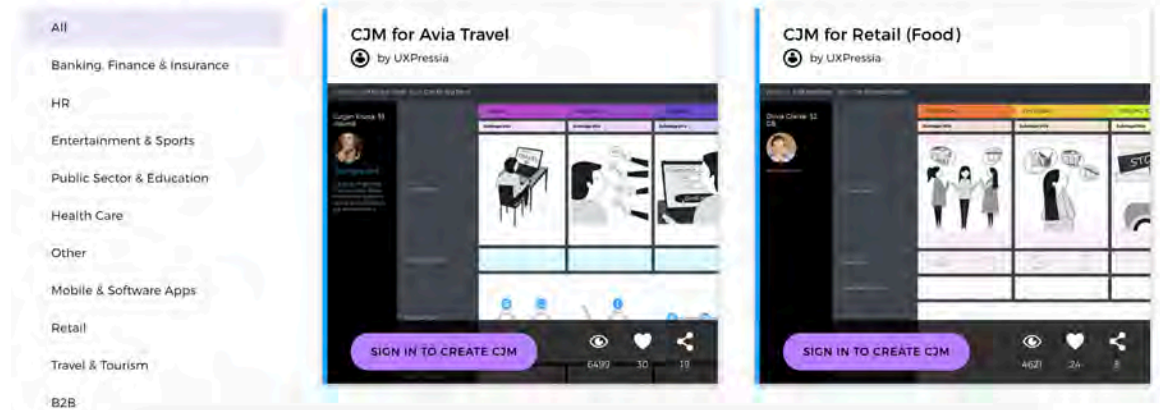 All
Banking, Finance & Insurance
HR
Entertainment & Sports
Public Sector & Education
Health Care
Other
Mobile & Software Apps
Retail
Travel & Tourism
B2B
CJM for Avia Travel
by UXPressia
SIGN IN TO CREATE CJM
6499 30 19
CJM for Retail (Food)
by UXPressia
SIGN IN TO CREATE CJM
4621 24 8